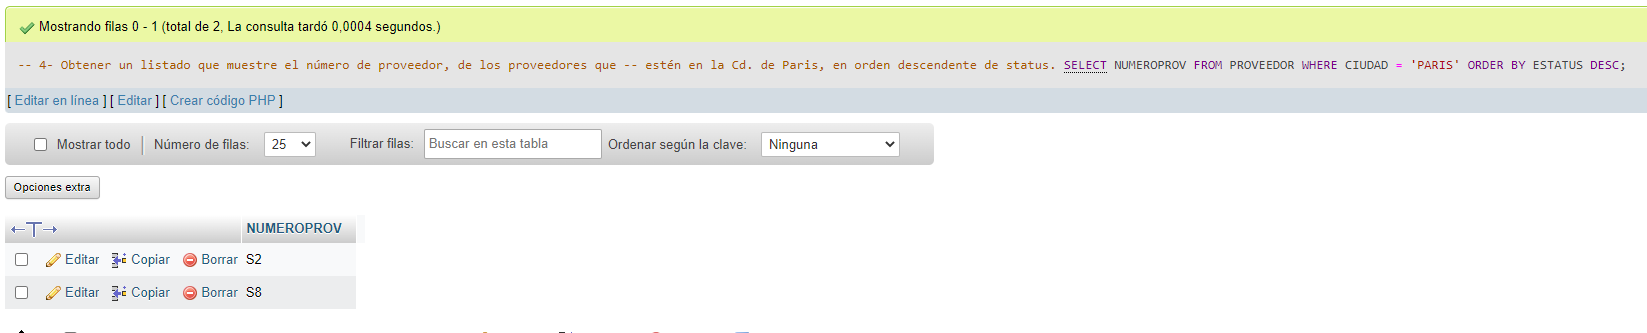 Mostrando filas 0 - 1 (total de 2, La consulta tardó 0,0004 segundos.)
-- 4- Obtener un listado que muestre el número de proveedor, de los proveedores que -- estén en la Cd. de Paris, en orden descendente de status. SELECT NUMEROPROV FROM PROVEEDOR WHERE CIUDAD = 'PARIS' ORDER BY ESTATUS DESC;
[ Editar en línea ] [ Editar ] [ Crear código PHP ]
Mostrar todo | Número de filas: 25 Filtrar filas: Buscar en esta tabla Ordenar según la clave: Ninguna
Opciones extra
←T→ NUMEROPROV
Editar Copiar Borrar S2
Editar Copiar Borrar S8